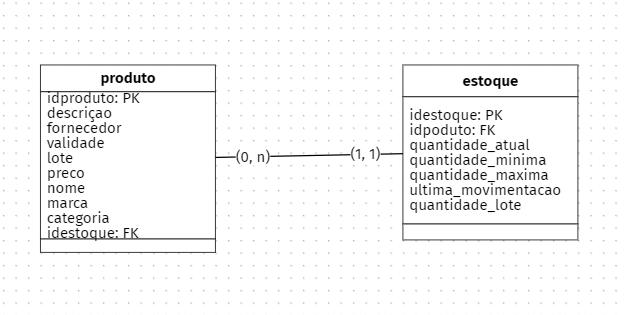 produto
idproduto: PK
descriçao
fornecedor
validade
lote
preco
nome
marca
categoria
idestoque: FK
(0, n)
(1, 1)
estoque
idestoque: PK
idpoduto: FK
quantidade_atual
quantidade_minima
quantidade_maxima
ultima_movimentacao
quantidade_lote